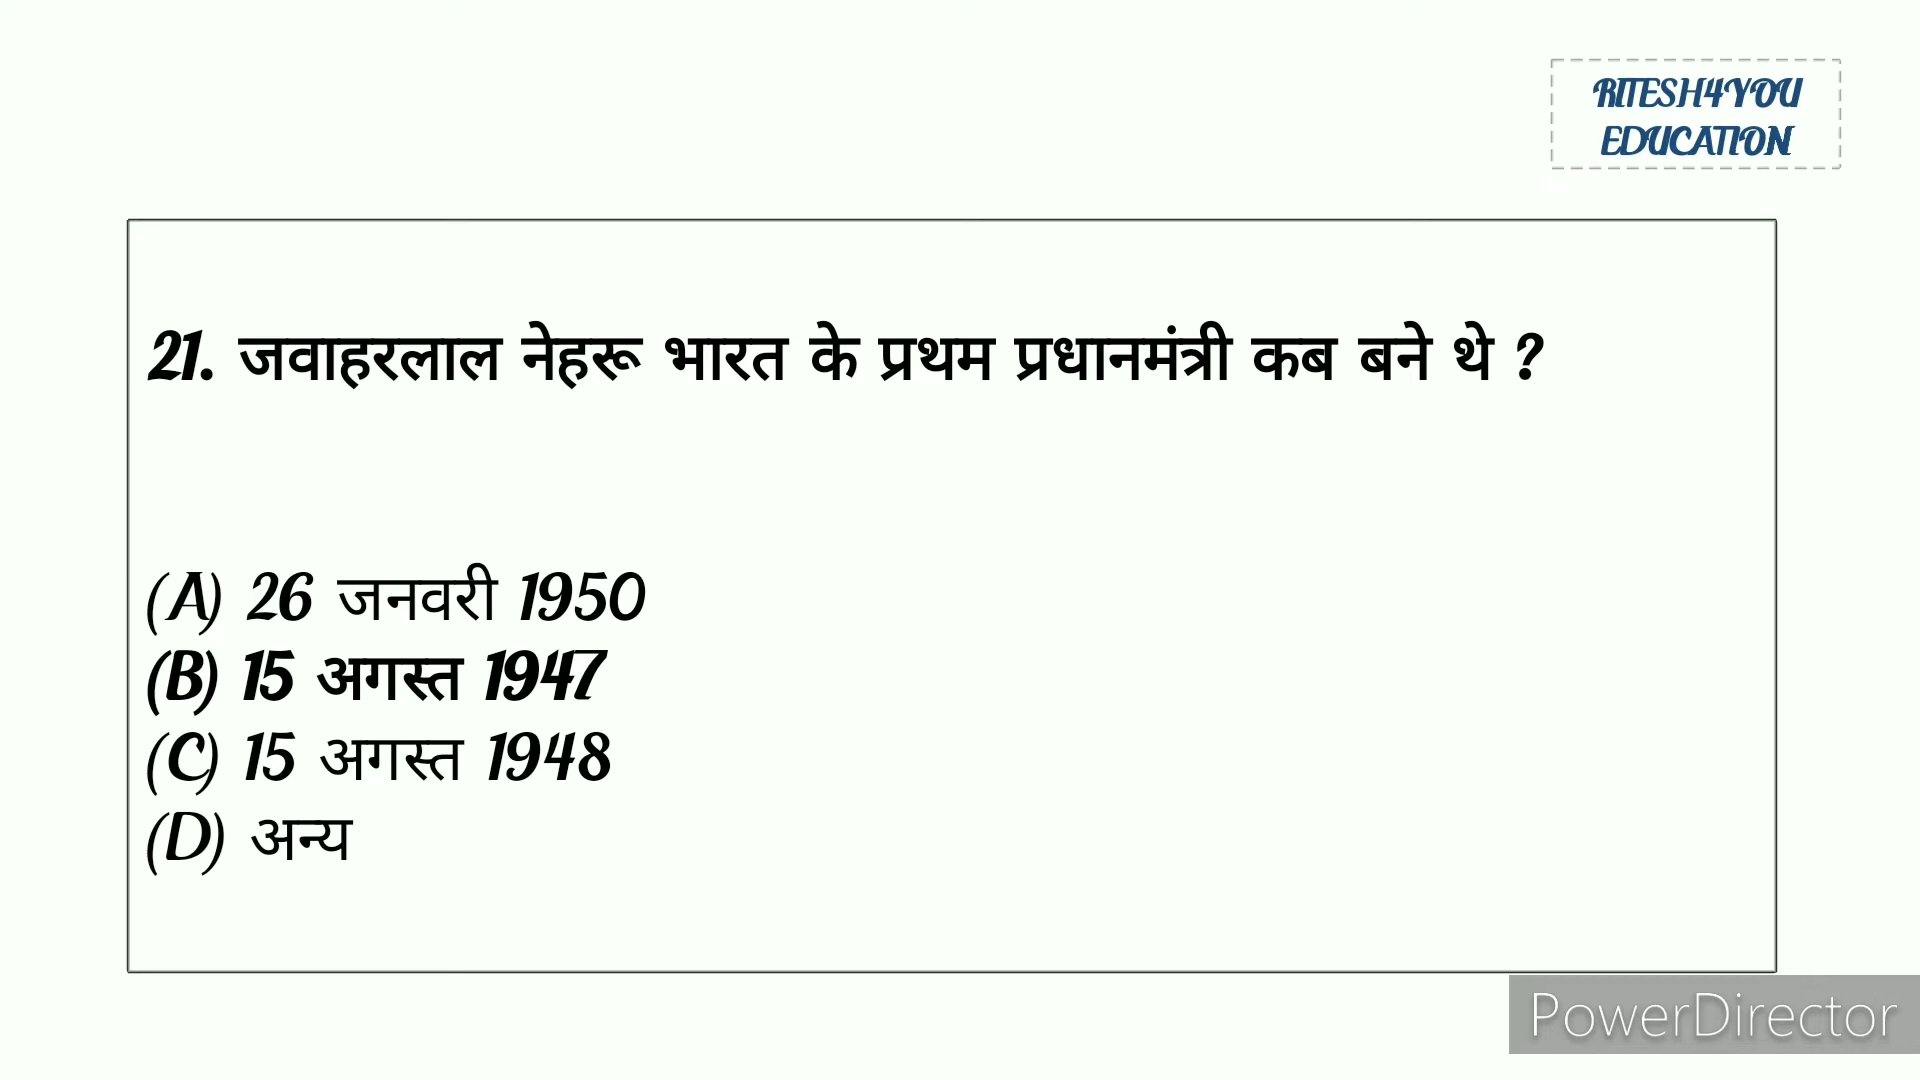 RITESH4YOU
EDUCATION
21. जवाहरलाल नेहरू भारत के प्रथम प्रधानमंत्री कब बने थे ?
(A) 26 जनवरी 1950
(B) 15 अगस्त 1947
(C) 15 अगस्त 1948
(D) अन्य
PowerDirector